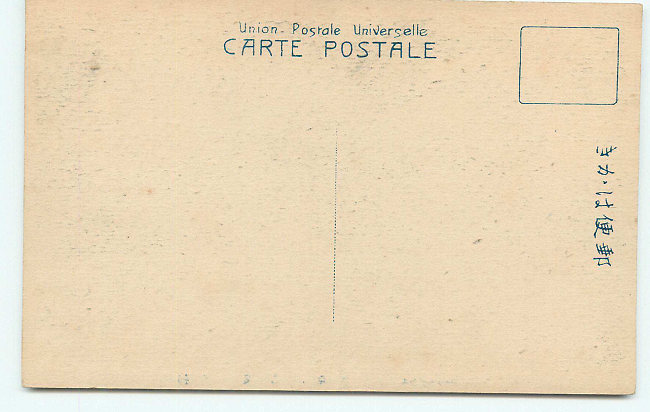 Union Postale Universelle
CARTE POSTALE
郵便はかき